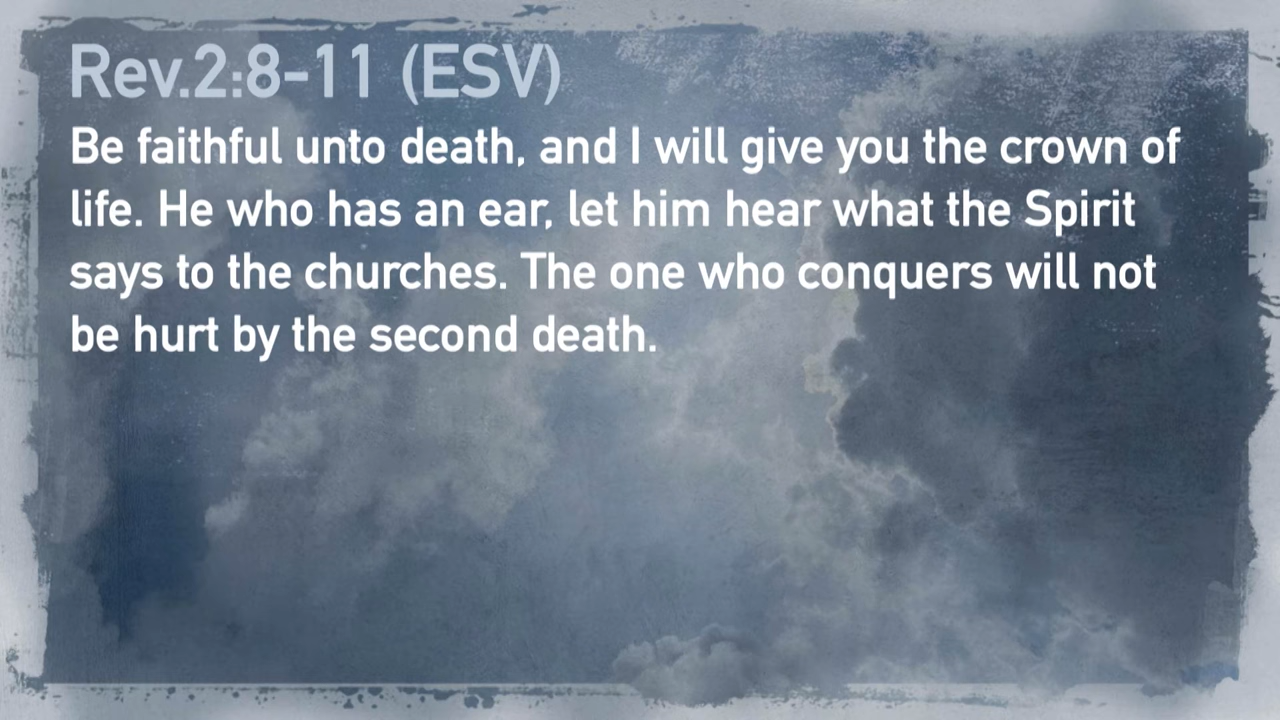 Rev.2:8-11 (ESV)
Be faithful unto death, and I will give you the crown of
life. He who has an ear, let him hear what the Spirit
says to the churches. The one who conquers will not
be hurt by the second death.